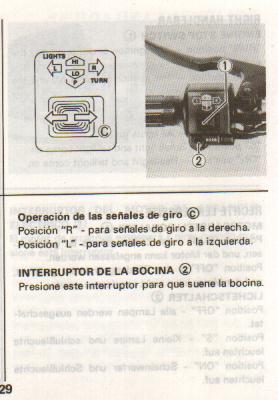 LIGHTS
HI
L LO R
P TURN
C
1
2
Operación de las señales de giro Ⓒ
Posición "R" - para señales de giro a la derecha.
Posición "L" - para señales de giro a la izquierda.
INTERRUPTOR DE LA BOCINA ②
Presione este interruptor para que suene la bocina.
29